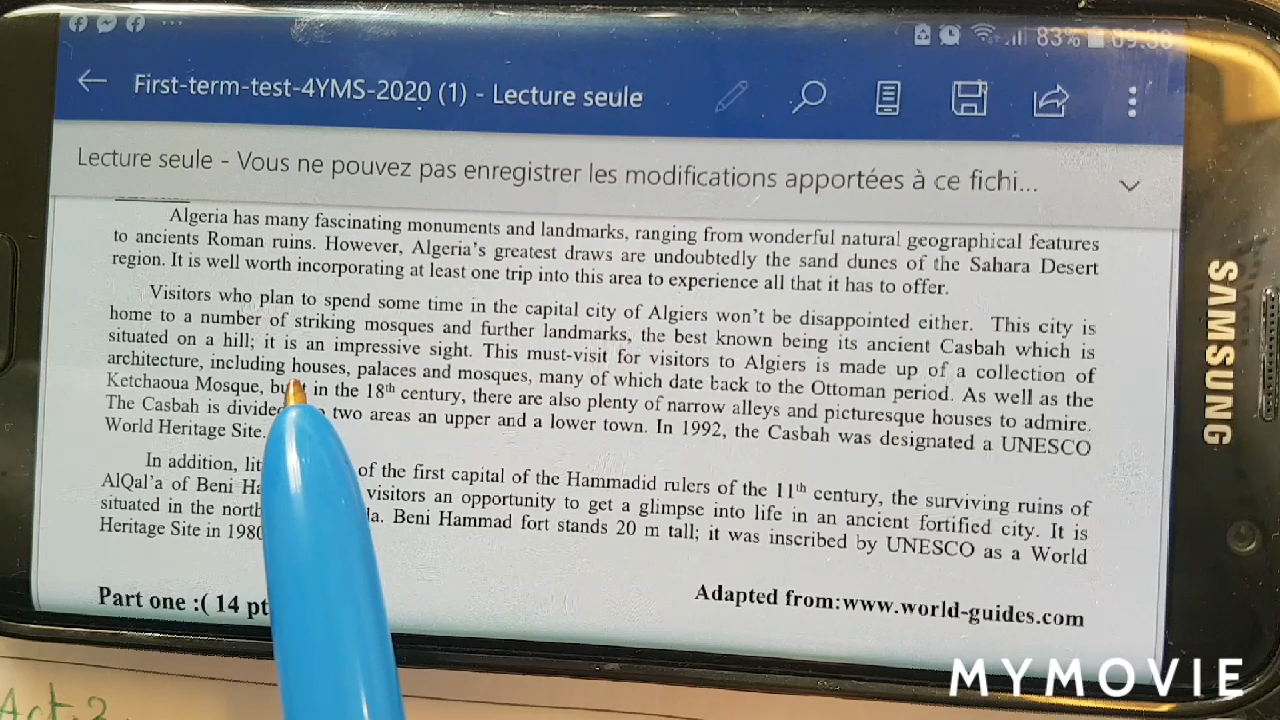 83% 09:38
First-term-test-4YMS-2020 (1) - Lecture seule
Lecture seule - Vous ne pouvez pas enregistrer les modifications apportées à ce fichi...
Algeria has many fascinating monuments and landmarks, ranging from wonderful natural geographical features
to ancients Roman ruins. However, Algeria's greatest draws are undoubtedly the sand dunes of the Sahara Desert
region. It is well worth incorporating at least one trip into this area to experience all that it has to offer.
Visitors who plan to spend some time in the capital city of Algiers won't be disappointed either. This city is
home to a number of striking mosques and further landmarks, the best known being its ancient Casbah which is
situated on a hill; it is an impressive sight. This must-visit for visitors to Algiers is made up of a collection of
architecture, including houses, palaces and mosques, many of which date back to the Ottoman period. As well as the
Ketchaoua Mosque, in the 18th century, there are also plenty of narrow alleys and picturesque houses to admire.
The Casbah is divided two areas an upper and a lower town. In 1992, the Casbah was designated a UNESCO
World Heritage Site.
In addition, of the first capital of the Hammadid rulers of the 11th century, the surviving ruins of
AlQal'a of Beni visitors an opportunity to get a glimpse into life in an ancient fortified city. It is
situated in the Beni Hammad fort stands 20 m tall; it was inscribed by UNESCO as a World
Heritage Site in 1980
Part one :( 14 pt
Adapted from:www.world-guides.com
SAMSUNG
Act.2
MYMOVIE